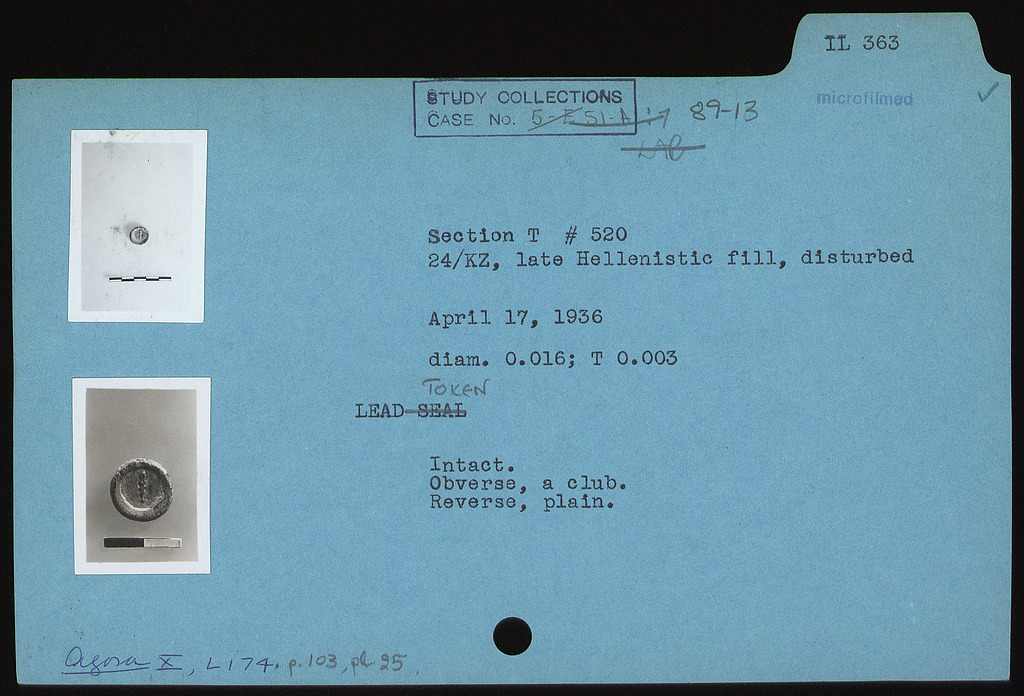 IL 363
microfilmed ✓
STUDY COLLECTIONS
CASE No. 89-13
LAB
Section T # 520
24/KZ, late Hellenistic fill, disturbed
April 17, 1936
diam. 0.016; T 0.003
TOKEN
LEAD SEAL
Intact.
Obverse, a club.
Reverse, plain.
Agora X, L174. p.103, pl. 25.